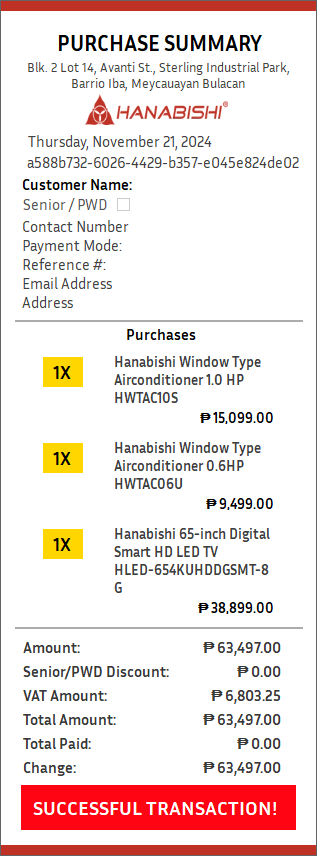 PURCHASE SUMMARY
Blk. 2 Lot 14, Avanti St., Sterling Industrial Park,
Barrio Iba, Meycauayan Bulacan
HANABISHI®
Thursday, November 21, 2024
a588b732-6026-4429-b357-e045e824de02
Customer Name:
Senior / PWD
Contact Number
Payment Mode:
Reference #:
Email Address
Address
Purchases
1X
Hanabishi Window Type
Airconditioner 1.0 HP
HWTAC10S
₱ 15,099.00
1X
Hanabishi Window Type
Airconditioner 0.6HP
HWTAC06U
₱ 9,499.00
1X
Hanabishi 65-inch Digital
Smart HD LED TV
HLED-654KUHDDGSMT-8
G
₱ 38,899.00
Amount: ₱ 63,497.00
Senior/PWD Discount: ₱ 0.00
VAT Amount: ₱ 6,803.25
Total Amount: ₱ 63,497.00
Total Paid: ₱ 0.00
Change: ₱ 63,497.00
SUCCESSFUL TRANSACTION!